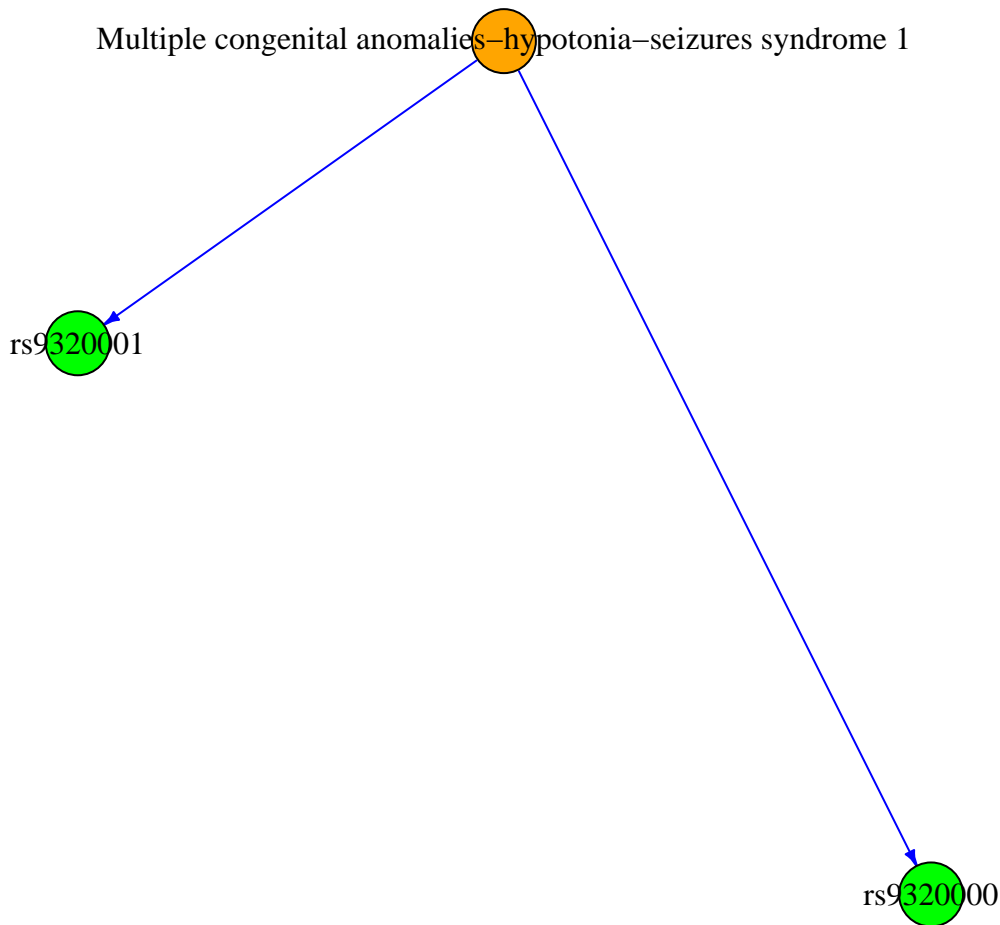 Multiple congenital anomalies−hypotonia−seizures syndrome 1
rs9320001
rs9320000